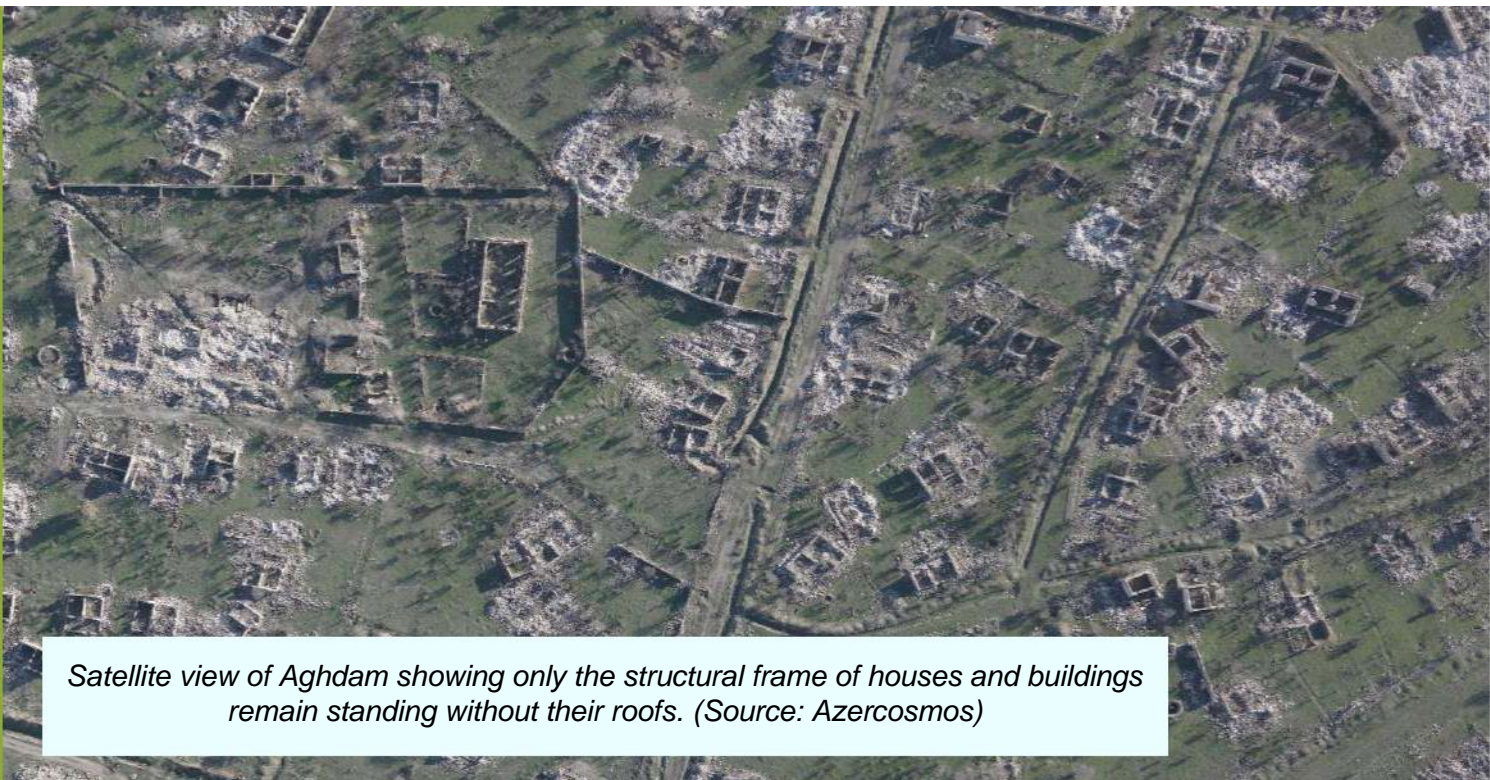 Satellite view of Aghdam showing only the structural frame of houses and buildings
remain standing without their roofs. (Source: Azercosmos)